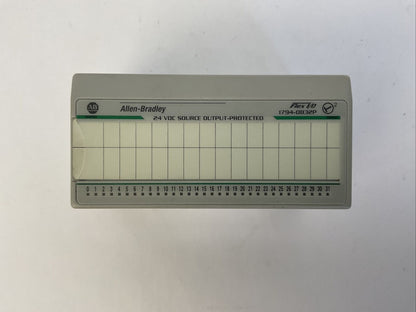 AB
Allen-Bradley
Flex I/O
1794-OB32P
24 VDC SOURCE OUTPUT-PROTECTED
0 1 2 3 4 5 6 7 8 9 10 11 12 13 14 15 16 17 18 19 20 21 22 23 24 25 26 27 28 29 30 31